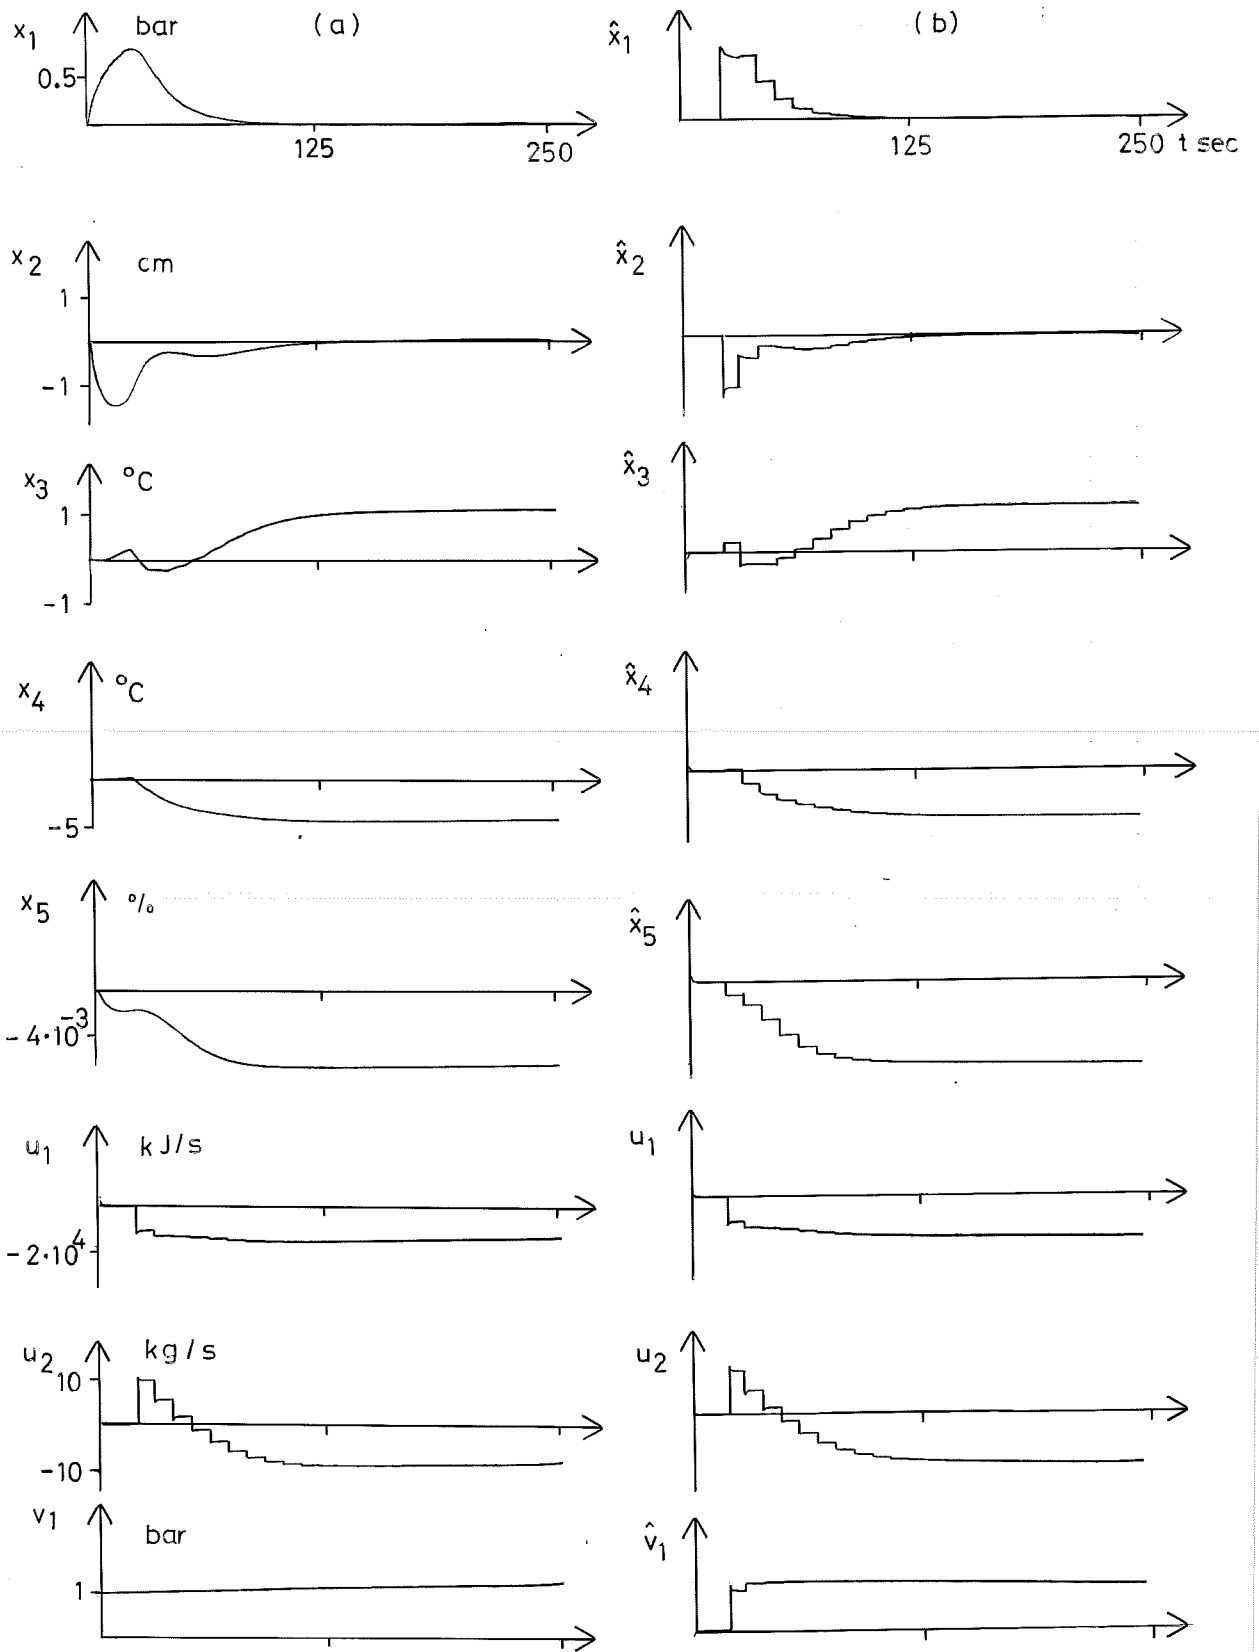 x₁ bar (a)
0.5
125 250
x̂₁ (b)
125 250 t sec
x₂ cm
1
-1
x̂₂
x₃ °C
1
-1
x̂₃
x₄ °C
-5
x̂₄
x₅ %
-4·10⁻³
x̂₅
u₁ kJ/s
-2·10⁴
u₁
u₂ kg/s
10
-10
u₂
v₁ bar
1
v̂₁